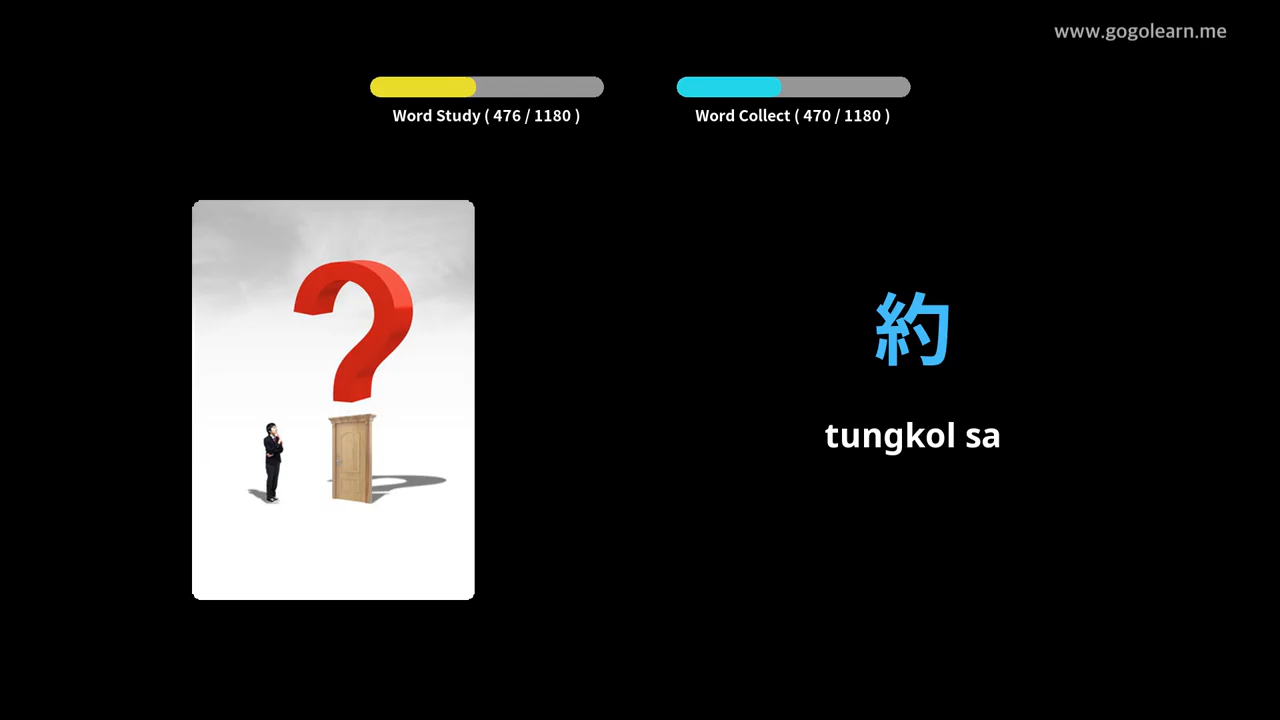 www.gogolearn.me
Word Study ( 476 / 1180 )
Word Collect ( 470 / 1180 )
?
約
tungkol sa